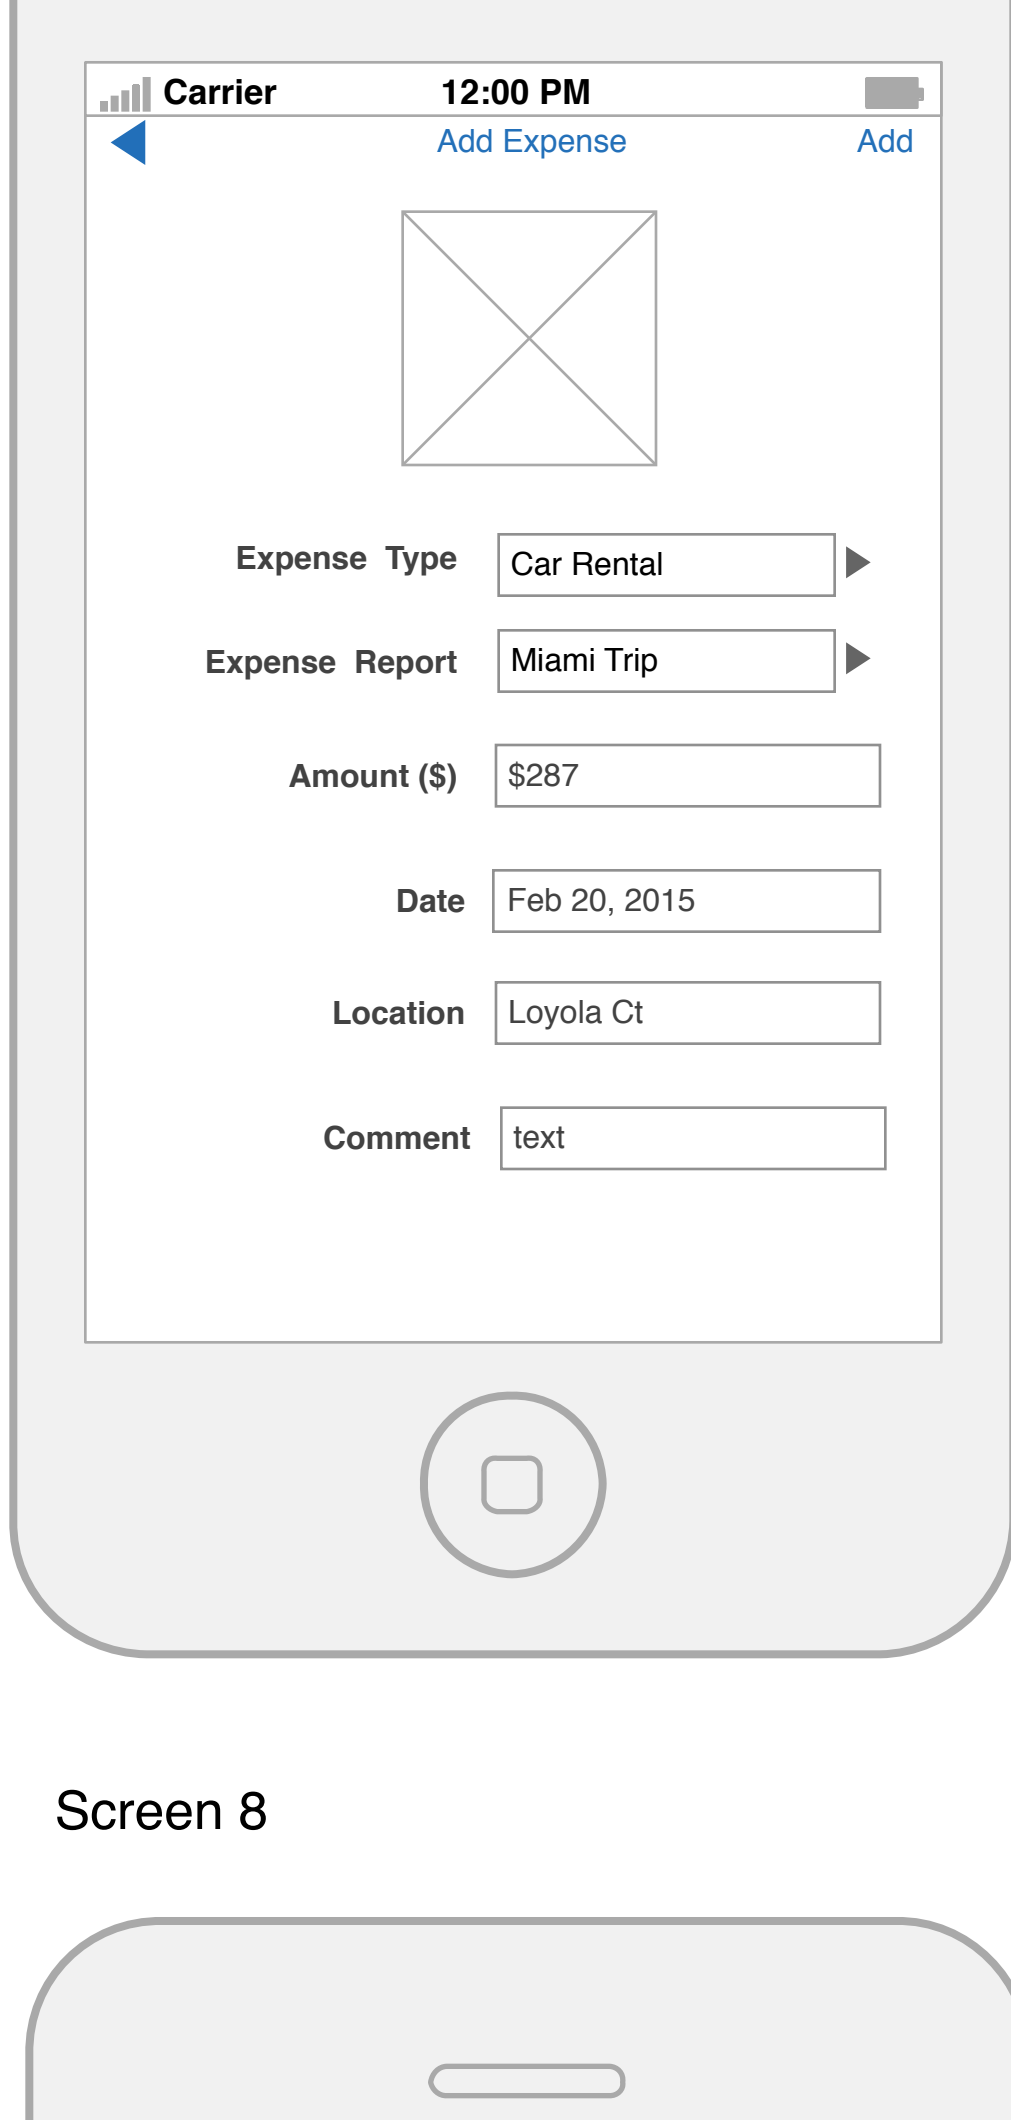 Carrier 12:00 PM
Add Expense Add
Expense Type Car Rental
Expense Report Miami Trip
Amount ($) $287
Date Feb 20, 2015
Location Loyola Ct
Comment text
Screen 8